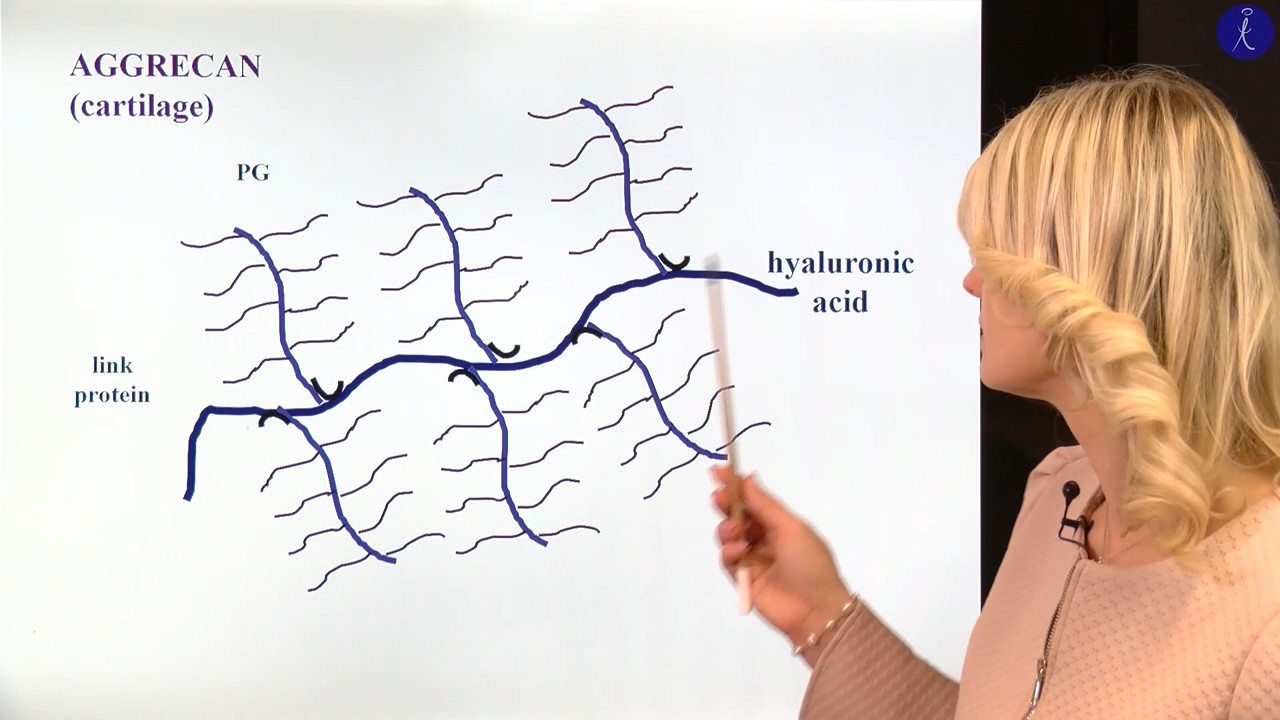 AGGRECAN
(cartilage)
PG
hyaluronic
acid
link
protein